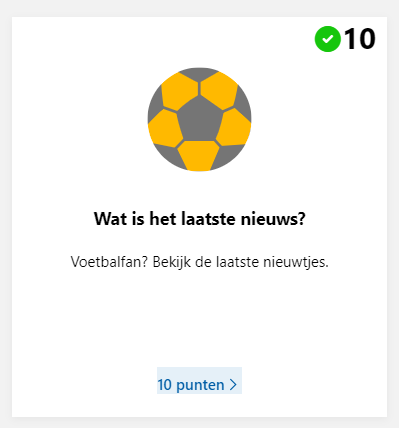 10
Wat is het laatste nieuws?
Voetbalfan? Bekijk de laatste nieuwtjes.
10 punten >